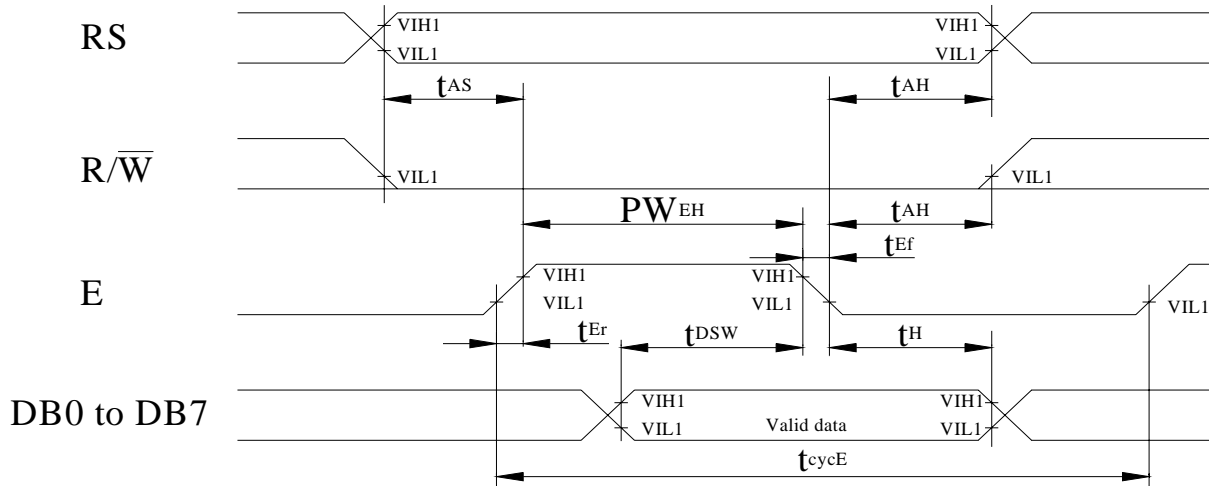 RS
VIH1
VIH1
VIL1
VIL1
tAS
tAH
R/W̅
VIL1
VIL1
PWEH
tAH
tEf
E
VIH1
VIH1
VIL1
VIL1
VIL1
tEr
tDSW
tH
DB0 to DB7
VIH1
VIH1
VIL1
Valid data
VIL1
tcycE